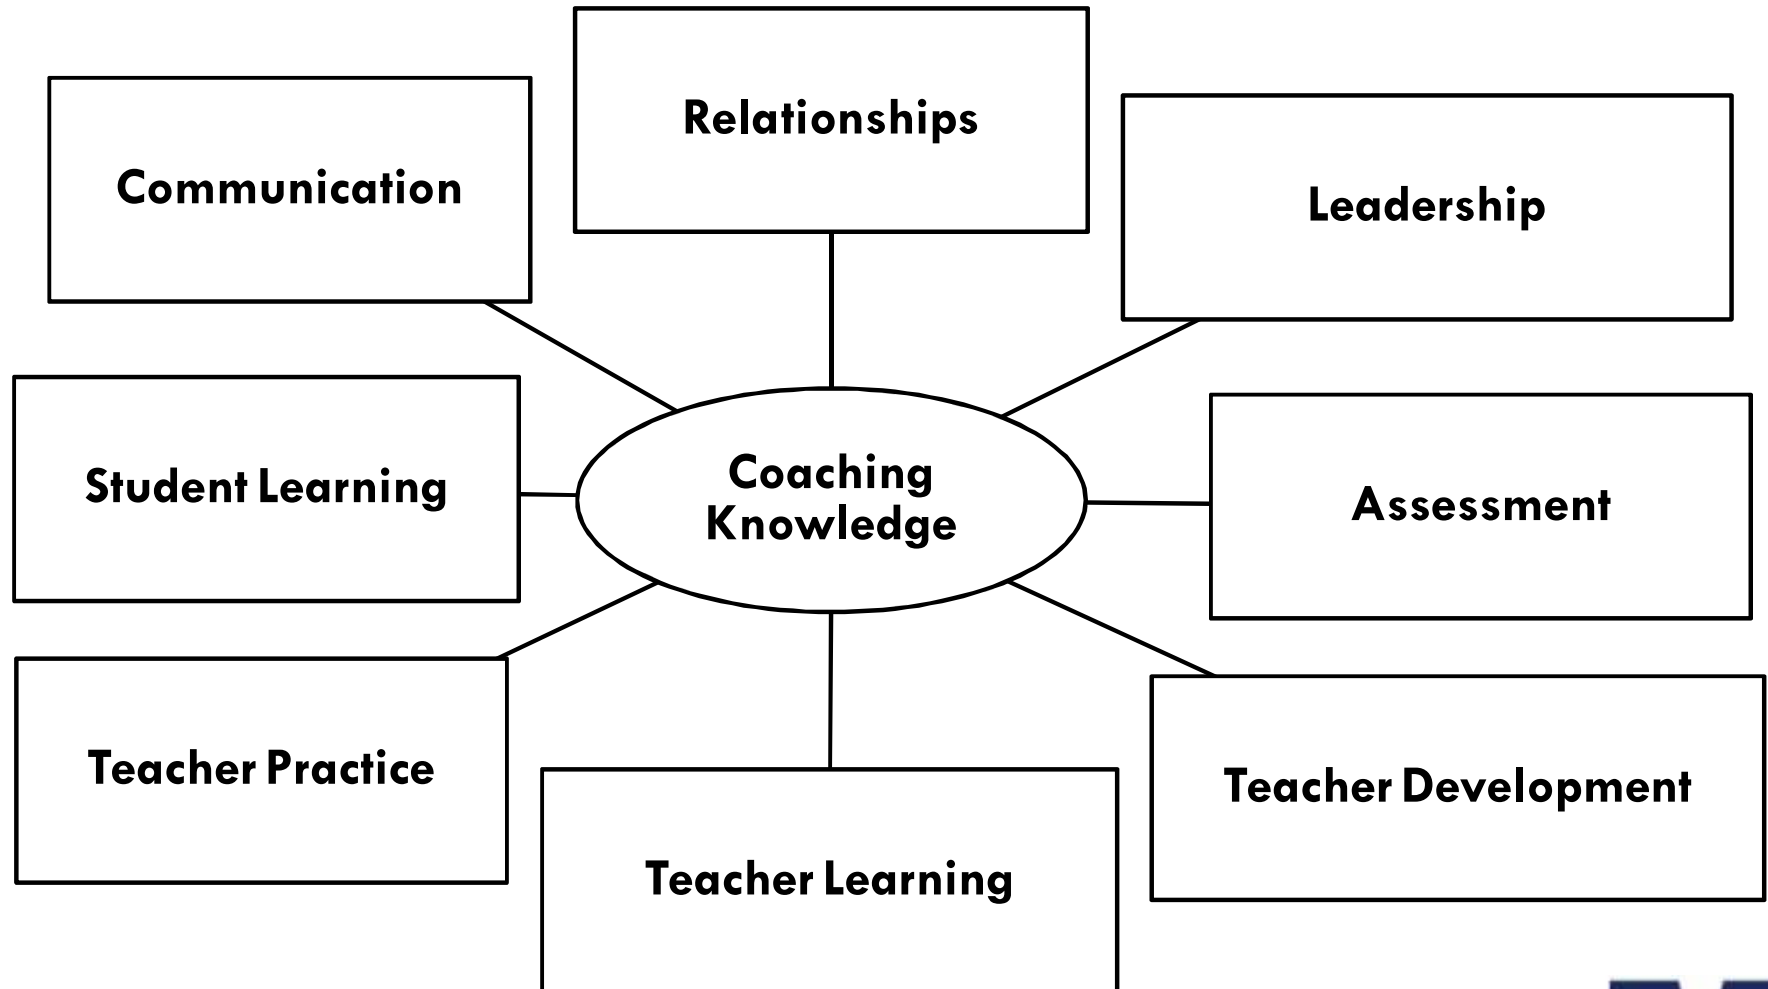 Relationships
Communication
Leadership
Coaching
Knowledge
Student Learning
Assessment
Teacher Practice
Teacher Development
Teacher Learning